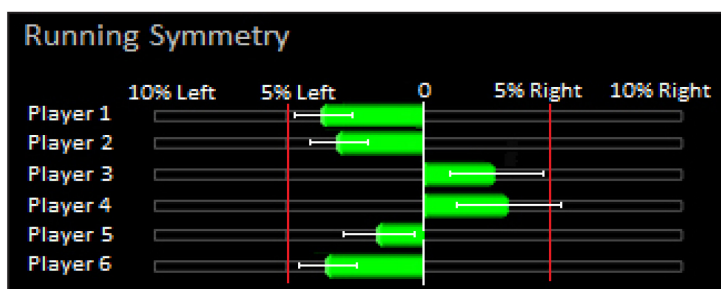 Running Symmetry
10% Left 5% Left 0 5% Right 10% Right
Player 1
Player 2
Player 3
Player 4
Player 5
Player 6